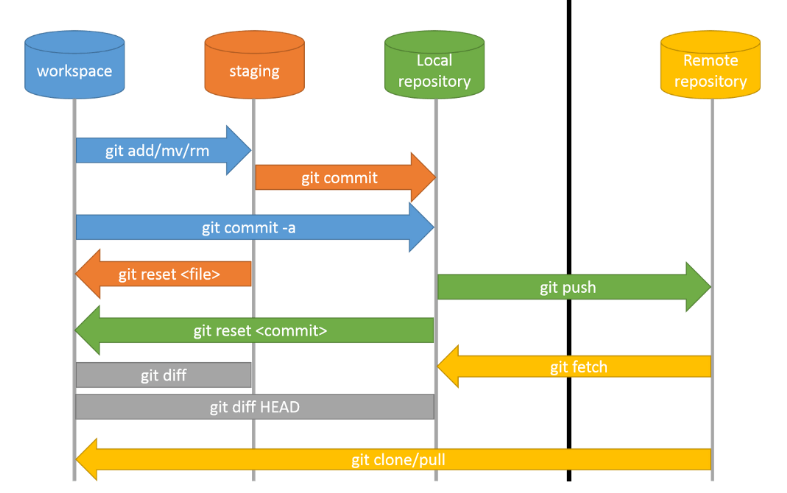 workspace
staging
Local
repository
Remote
repository
git add/mv/rm
git commit
git commit -a
git reset <file>
git push
git reset <commit>
git fetch
git diff
git diff HEAD
git clone/pull